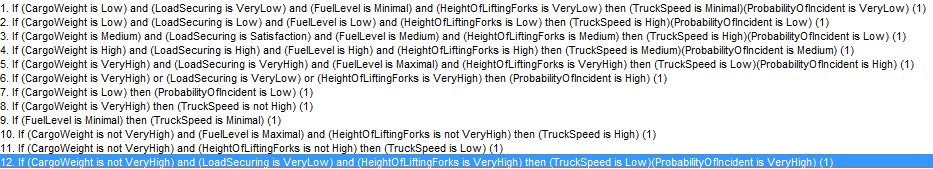 1. If (CargoWeight is Low) and (LoadSecuring is VeryLow) and (FuelLevel is Minimal) and (HeightOfLiftingForks is VeryLow) then (TruckSpeed is Minimal)(ProbabilityOfIncident is VeryLow) (1)
2. If (CargoWeight is Low) and (LoadSecuring is Low) and (FuelLevel is Low) and (HeightOfLiftingForks is Low) then (TruckSpeed is High)(ProbabilityOfIncident is Low) (1)
3. If (CargoWeight is Medium) and (LoadSecuring is Satisfaction) and (FuelLevel is Medium) and (HeightOfLiftingForks is Medium) then (TruckSpeed is High)(ProbabilityOfIncident is Low) (1)
4. If (CargoWeight is High) and (LoadSecuring is High) and (FuelLevel is High) and (HeightOfLiftingForks is High) then (TruckSpeed is Medium)(ProbabilityOfIncident is Medium) (1)
5. If (CargoWeight is VeryHigh) and (LoadSecuring is VeryHigh) and (FuelLevel is Maximal) and (HeightOfLiftingForks is VeryHigh) then (TruckSpeed is Low)(ProbabilityOfIncident is High) (1)
6. If (CargoWeight is VeryHigh) or (LoadSecuring is VeryLow) or (HeightOfLiftingForks is VeryHigh) then (ProbabilityOfIncident is High) (1)
7. If (CargoWeight is Low) then (ProbabilityOfIncident is Low) (1)
8. If (CargoWeight is VeryHigh) then (TruckSpeed is not High) (1)
9. If (FuelLevel is Minimal) then (TruckSpeed is Minimal) (1)
10. If (CargoWeight is not VeryHigh) and (FuelLevel is Maximal) and (HeightOfLiftingForks is not VeryHigh) then (TruckSpeed is High) (1)
11. If (CargoWeight is not VeryHigh) and (HeightOfLiftingForks is not High) then (TruckSpeed is Low) (1)
12. If (CargoWeight is not VeryHigh) and (LoadSecuring is VeryLow) and (HeightOfLiftingForks is VeryHigh) then (TruckSpeed is Low)(ProbabilityOfIncident is VeryHigh) (1)